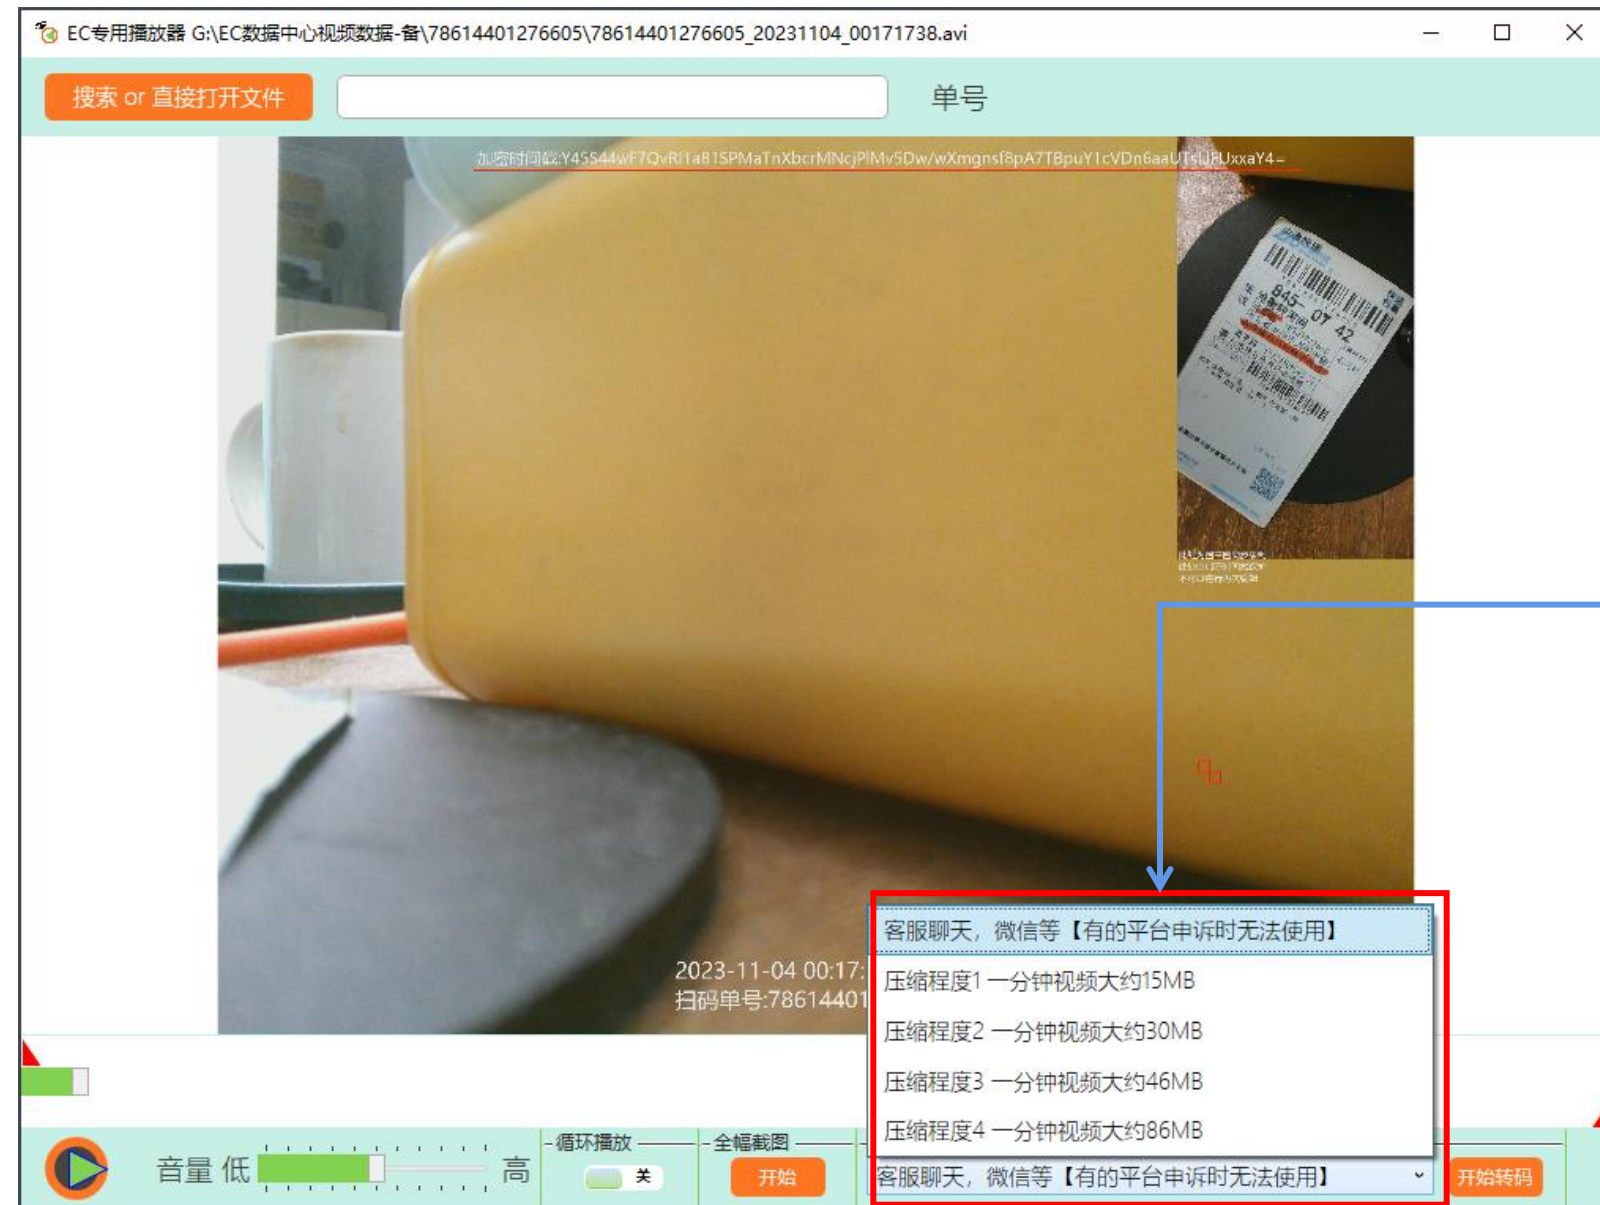 EC专用播放器 G:\EC数据中心视频数据-备\78614401276605\78614401276605_20231104_00171738.avi
搜索 or 直接打开文件
单号
加密时间戳:
845-
07 42
2023-11-04 00:17:
扫码单号:78614401
客服聊天，微信等【有的平台申诉时无法使用】
压缩程度1 一分钟视频大约15MB
压缩程度2 一分钟视频大约30MB
压缩程度3 一分钟视频大约46MB
压缩程度4 一分钟视频大约86MB
循环播放
全幅截图
音量 低
高
关
开始
客服聊天，微信等【有的平台申诉时无法使用】
开始转码